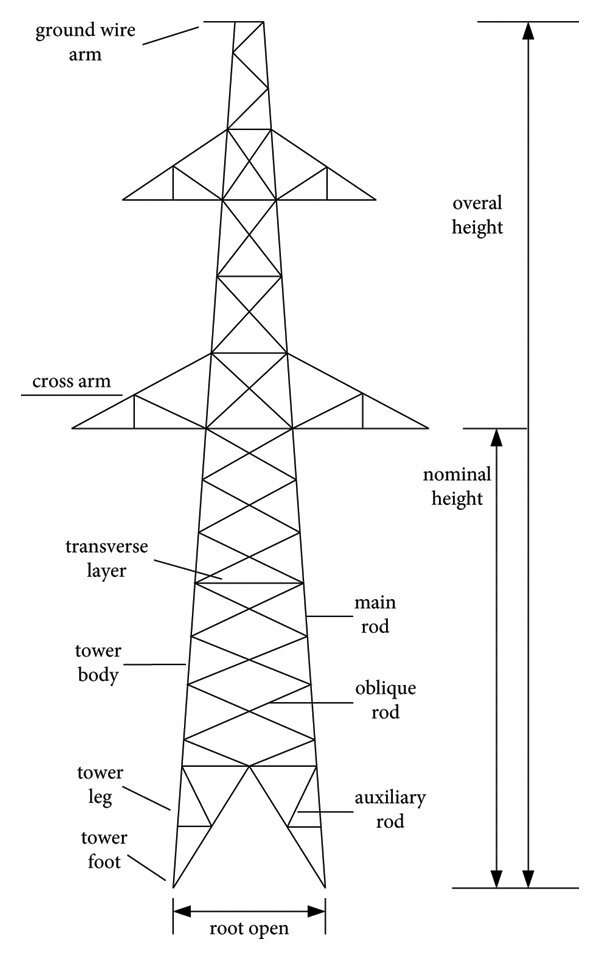 ground wire
arm
overal
height
cross arm
nominal
height
transverse
layer
main
rod
tower
body
oblique
rod
tower
leg
auxiliary
rod
tower
foot
root open